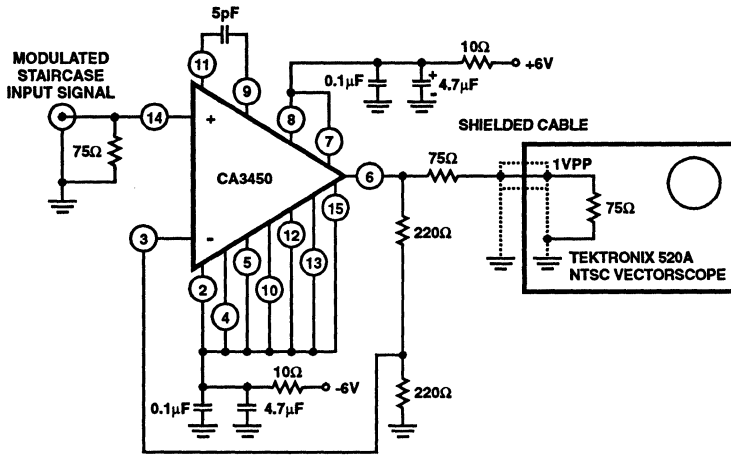 5pF
MODULATED
STAIRCASE
INPUT SIGNAL
11
9
10Ω
+6V
0.1μF
+
4.7μF
-
8
14
+
75Ω
7
SHIELDED CABLE
CA3450
6
75Ω
1VPP
75Ω
3
-
15
12
220Ω
TEKTRONIX 520A
NTSC VECTORSCOPE
5
13
2
10
4
10Ω
-6V
0.1μF
4.7μF
220Ω